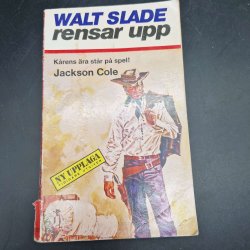 WALT SLADE
rensar upp
Kårens ära står på spel!
Jackson Cole
NY UPPLAGA